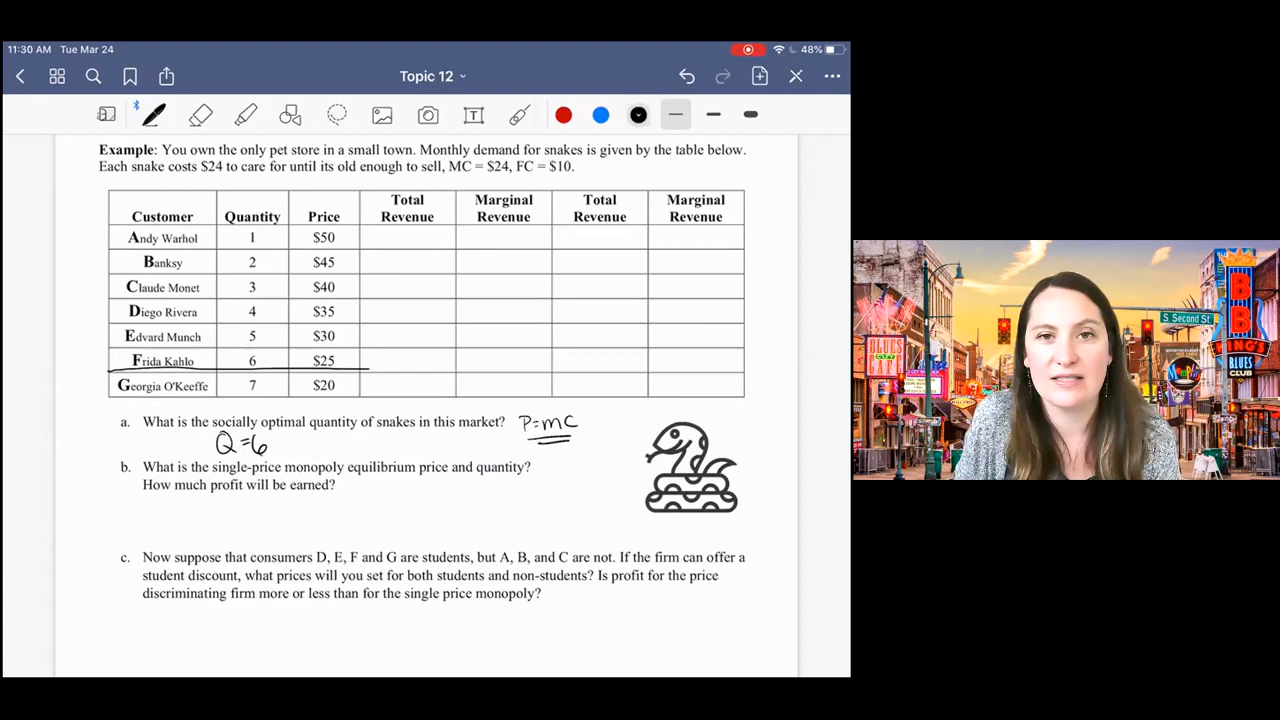 11:30 AM Tue Mar 24
48%
Topic 12
T
Example: You own the only pet store in a small town. Monthly demand for snakes is given by the table below.
Each snake costs $24 to care for until its old enough to sell, MC = $24, FC = $10.
Customer Quantity Price Total Revenue Marginal Revenue Total Revenue Marginal Revenue
Andy Warhol 1 $50
Banksy 2 $45
Claude Monet 3 $40
Diego Rivera 4 $35
Edvard Munch 5 $30
Frida Kahlo 6 $25
Georgia O'Keeffe 7 $20
a. What is the socially optimal quantity of snakes in this market? P=MC
Q=6
b. What is the single-price monopoly equilibrium price and quantity?
How much profit will be earned?
c. Now suppose that consumers D, E, F and G are students, but A, B, and C are not. If the firm can offer a
student discount, what prices will you set for both students and non-students? Is profit for the price
discriminating firm more or less than for the single price monopoly?
S Second St
BLUES
B
B
KING'S
BLUES
CLUB
Memphis